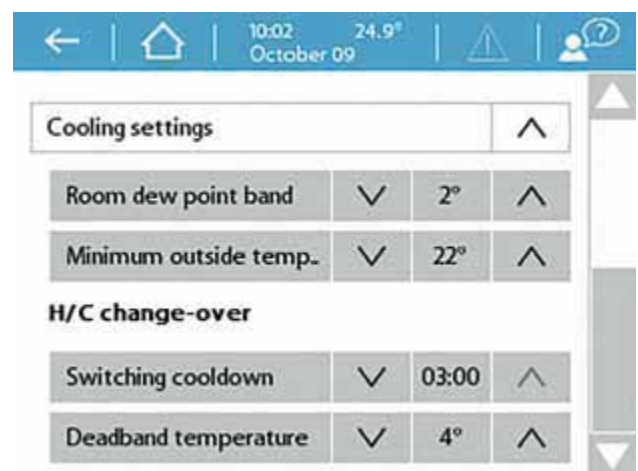 10:02 24.9°
October 09
?
Cooling settings
Room dew point band 2°
Minimum outside temp.. 22°
H/C change-over
Switching cooldown 03:00
Deadband temperature 4°